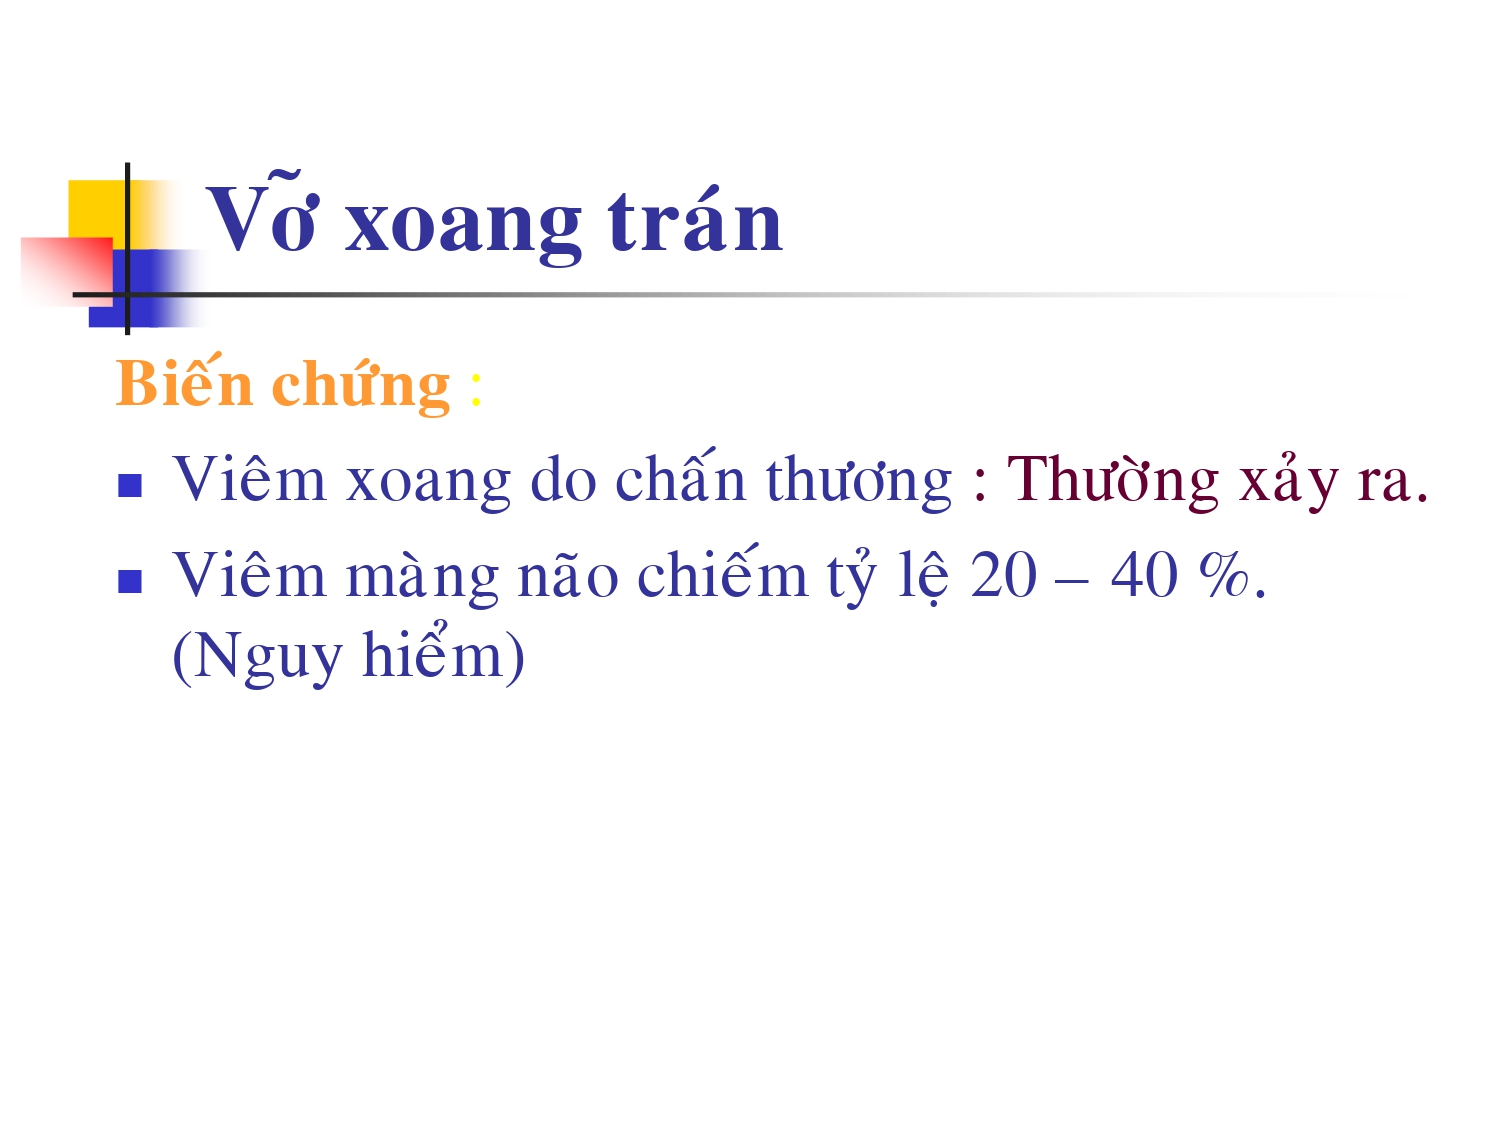 Vỡ xoang trán
Biến chứng :
Viêm xoang do chấn thương : Thường xảy ra.
Viêm màng não chiếm tỷ lệ 20 – 40 %.
(Nguy hiểm)